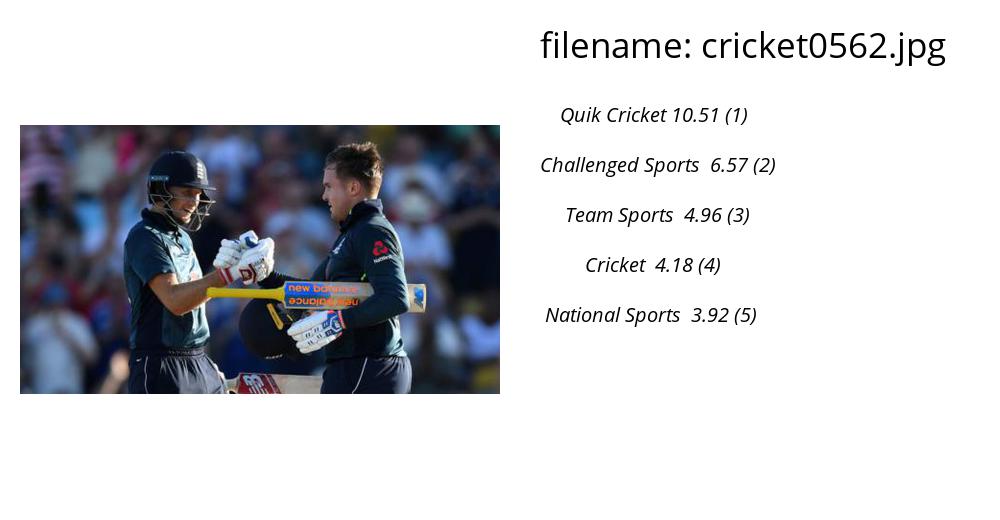 filename: cricket0562.jpg
Quik Cricket 10.51 (1)
Challenged Sports 6.57 (2)
Team Sports 4.96 (3)
Cricket 4.18 (4)
National Sports 3.92 (5)
NatWest
new balance
new balance